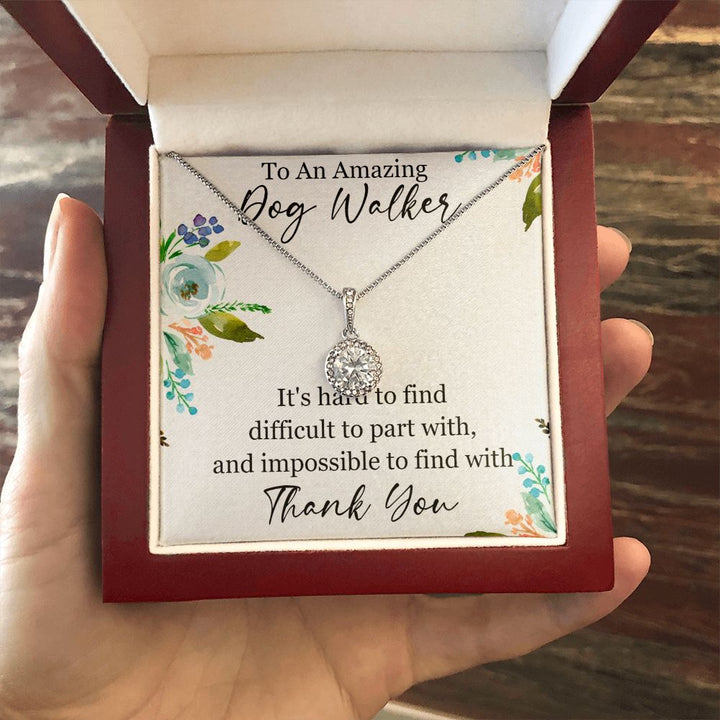 To An Amazing
Dog Walker
It's hard to find
difficult to part with,
and impossible to find with
Thank You